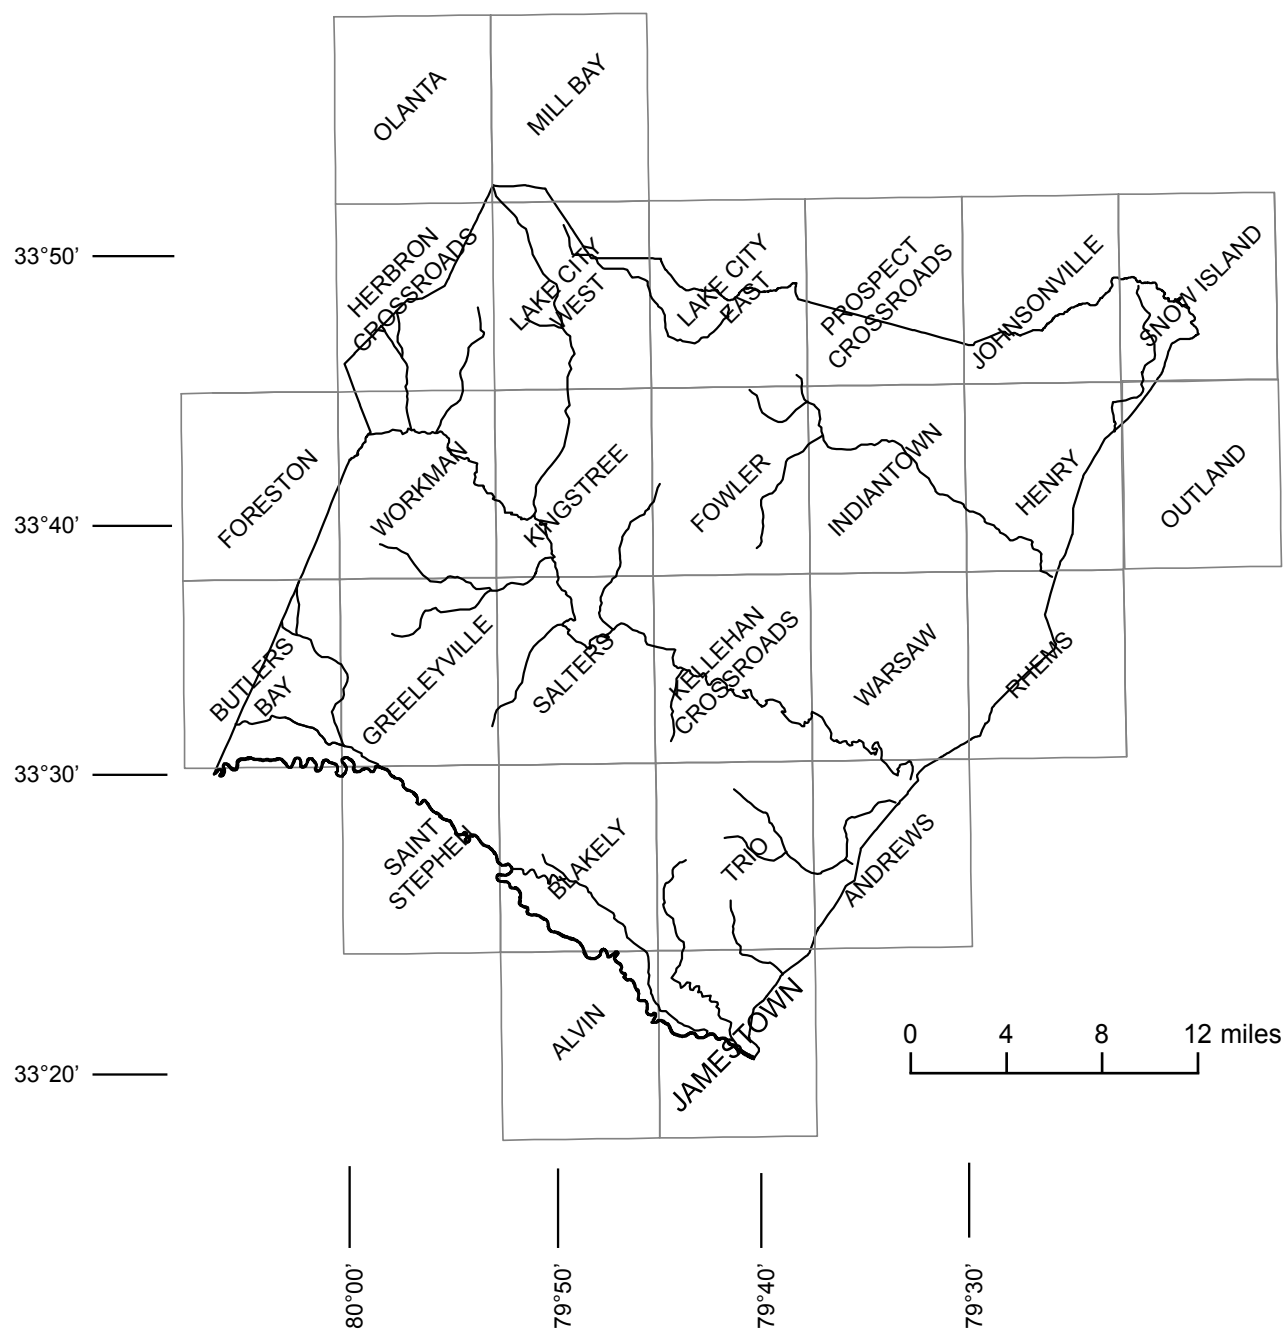 OLANTA
MILL BAY
33°50’
HERBRON
CROSSROADS
LAKE CITY
WEST
LAKE CITY
EAST
PROSPECT
CROSSROADS
JOHNSONVILLE
SNOW ISLAND
33°40’
FORESTON
WORKMAN
KINGSTREE
FOWLER
INDIANTOWN
HENRY
OUTLAND
BUTLERS
BAY
GREELEYVILLE
SALTERS
KELLEHAN
CROSSROADS
WARSAW
RHEMS
33°30’
SAINT
STEPHEN
BLAKELY
TRIO
ANDREWS
ALVIN
JAMESTOWN
0 4 8 12 miles
33°20’
80°00’
79°50’
79°40’
79°30’